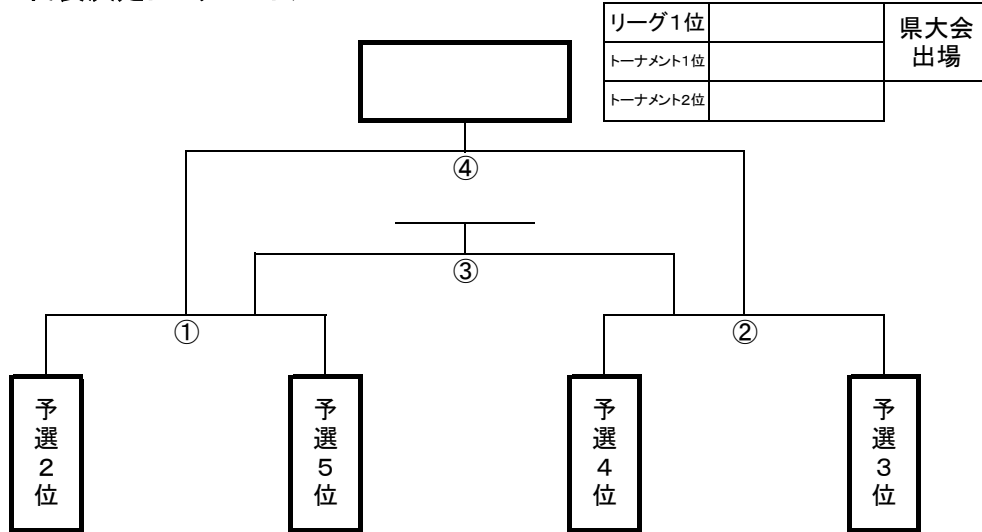 リーグ1位
県大会
出場
トーナメント1位
トーナメント2位
④
③
①
②
予選2位
予選5位
予選4位
予選3位